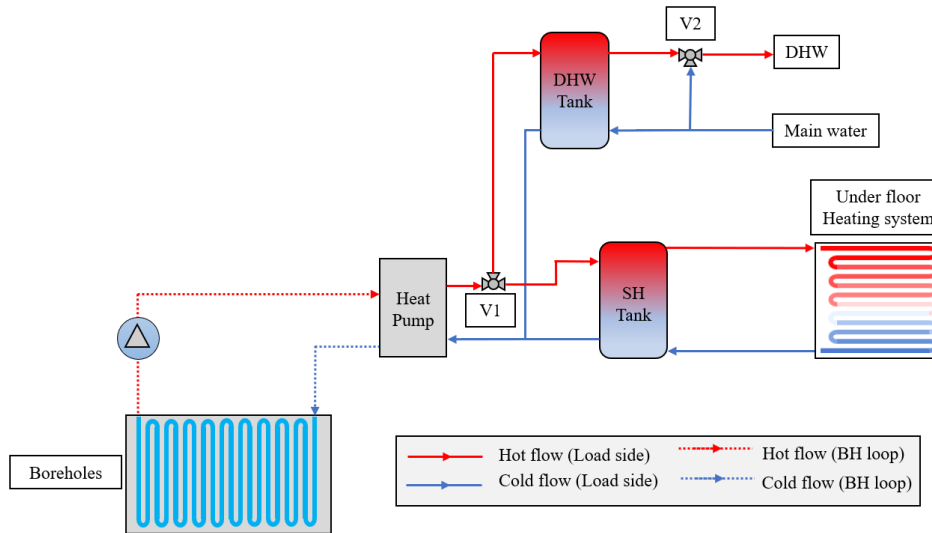 V2
DHW
Tank
DHW
Main water
Under floor
Heating system
Heat
Pump
V1
SH
Tank
Boreholes
Hot flow (Load side)
Hot flow (BH loop)
Cold flow (Load side)
Cold flow (BH loop)